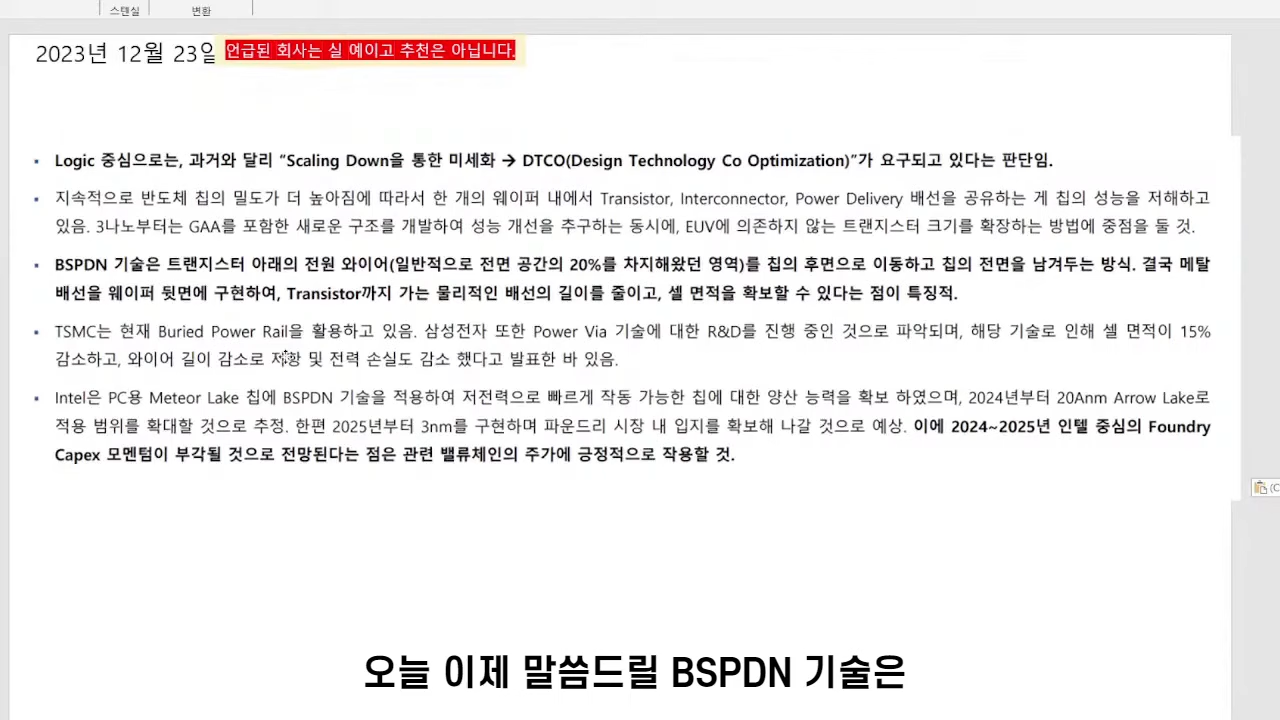 스텐실 변환
2023년 12월 23일 언급된 회사는 실 예이고 추천은 아닙니다.
▪ Logic 중심으로는, 과거와 달리 “Scaling Down을 통한 미세화 → DTCO(Design Technology Co Optimization)”가 요구되고 있다는 판단임.
▪ 지속적으로 반도체 칩의 밀도가 더 높아짐에 따라서 한 개의 웨이퍼 내에서 Transistor, Interconnector, Power Delivery 배선을 공유하는 게 칩의 성능을 저해하고
있음. 3나노부터는 GAA를 포함한 새로운 구조를 개발하여 성능 개선을 추구하는 동시에, EUV에 의존하지 않는 트랜지스터 크기를 확장하는 방법에 중점을 둘 것.
▪ BSPDN 기술은 트랜지스터 아래의 전원 와이어(일반적으로 전면 공간의 20%를 차지해왔던 영역)를 칩의 후면으로 이동하고 칩의 전면을 남겨두는 방식. 결국 메탈
배선을 웨이퍼 뒷면에 구현하여, Transistor까지 가는 물리적인 배선의 길이를 줄이고, 셀 면적을 확보할 수 있다는 점이 특징적.
▪ TSMC는 현재 Buried Power Rail을 활용하고 있음. 삼성전자 또한 Power Via 기술에 대한 R&D를 진행 중인 것으로 파악되며, 해당 기술로 인해 셀 면적이 15%
감소하고, 와이어 길이 감소로 저항 및 전력 손실도 감소 했다고 발표한 바 있음.
▪ Intel은 PC용 Meteor Lake 칩에 BSPDN 기술을 적용하여 저전력으로 빠르게 작동 가능한 칩에 대한 양산 능력을 확보 하였으며, 2024년부터 20Anm Arrow Lake로
적용 범위를 확대할 것으로 추정. 한편 2025년부터 3nm를 구현하며 파운드리 시장 내 입지를 확보해 나갈 것으로 예상. 이에 2024~2025년 인텔 중심의 Foundry
Capex 모멘텀이 부각될 것으로 전망된다는 점은 관련 밸류체인의 주가에 긍정적으로 작용할 것.
(C
오늘 이제 말씀드릴 BSPDN 기술은